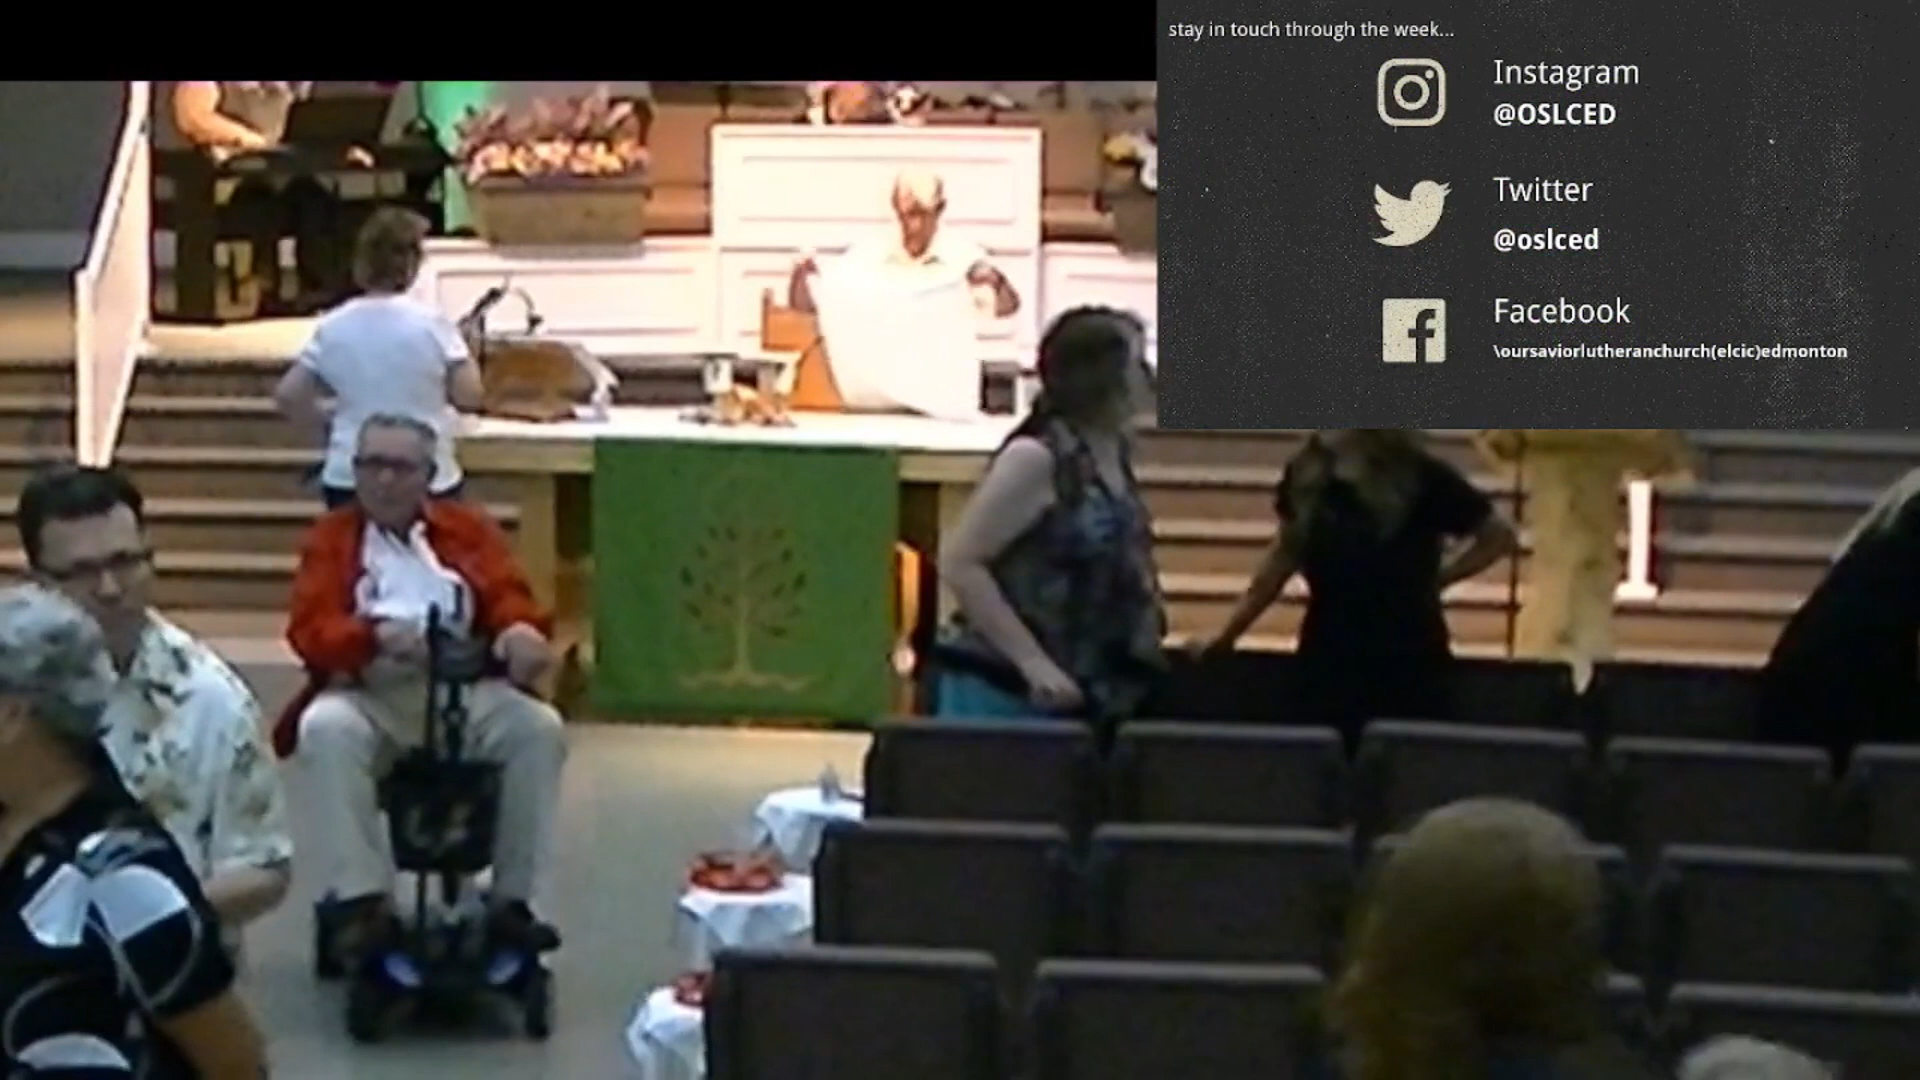 stay in touch through the week...
Instagram
@OSLCED
Twitter
@oslced
Facebook
\oursaviorlutheranchurch(elcic)edmonton